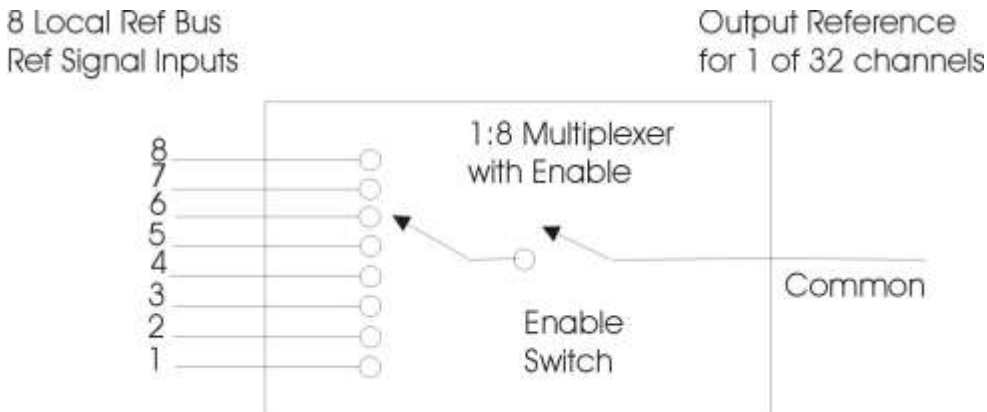 8 Local Ref Bus
Ref Signal Inputs
Output Reference
for 1 of 32 channels
1:8 Multiplexer
with Enable
8
7
6
5
4
3
2
1
Common
Enable
Switch